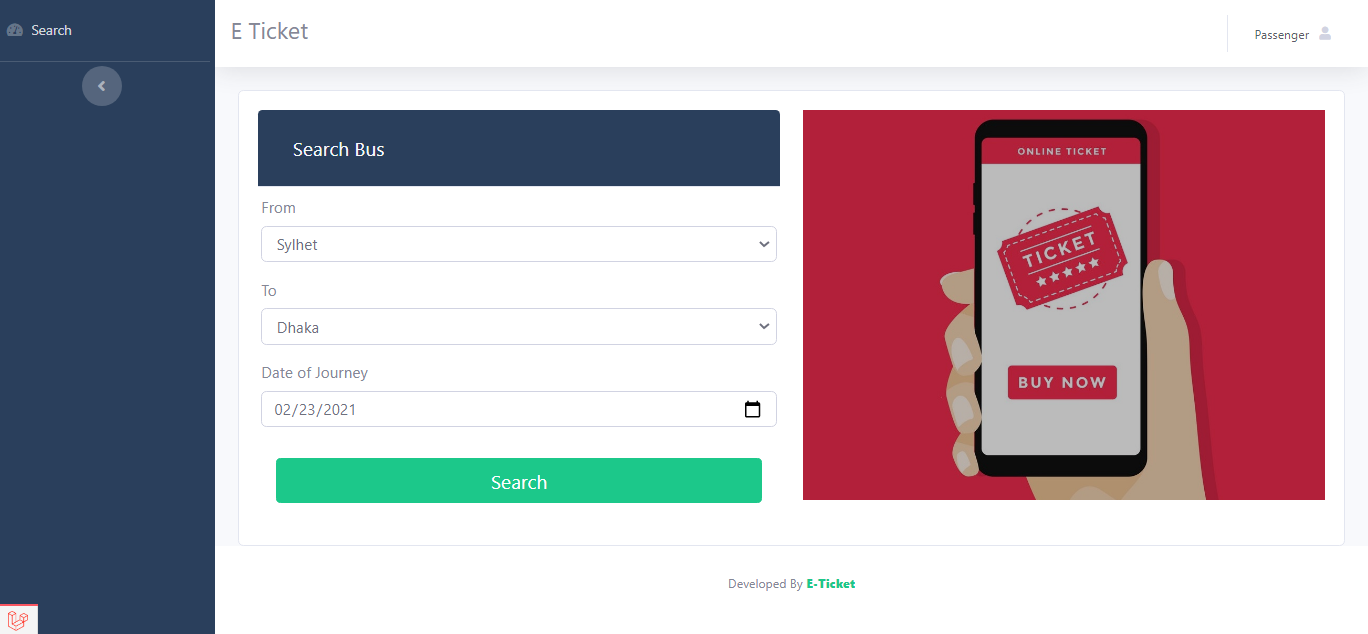 Search
E Ticket
Passenger
Search Bus
From
Sylhet
To
Dhaka
Date of Journey
02/23/2021
Search
ONLINE TICKET
TICKET
BUY NOW
Developed By E-Ticket